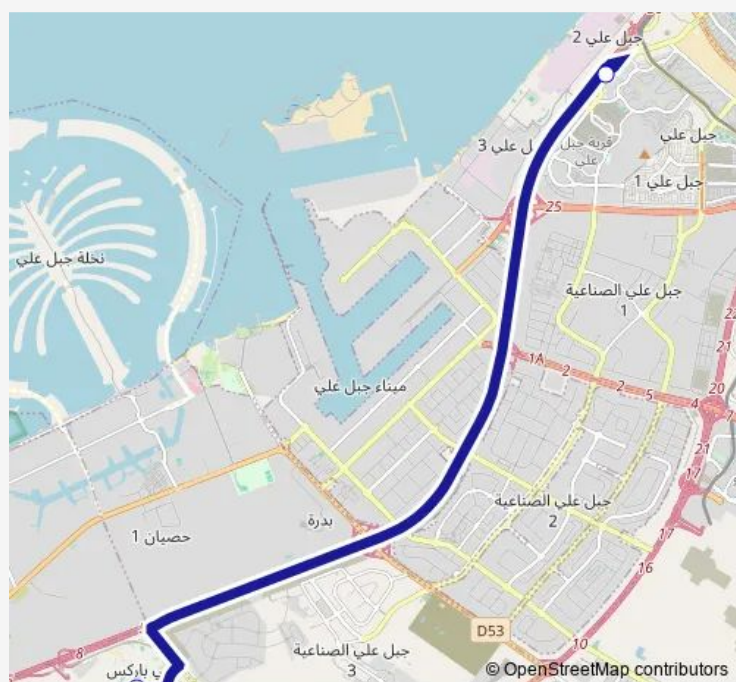 جبل علي 2
جبل علي
ل علي 3
قرية جبل
علي
جبل علي 1
25
نخلة جبل علي
جبل علي الصناعية
1
22
21
1A
2
2
5
4
20
ميناء جبل علي
21
17
جبل علي الصناعية
2
بدرة
حصيان 1
17
16
D53
10
8
جبل علي الصناعية
3
ي باركس
© OpenStreetMap contributors